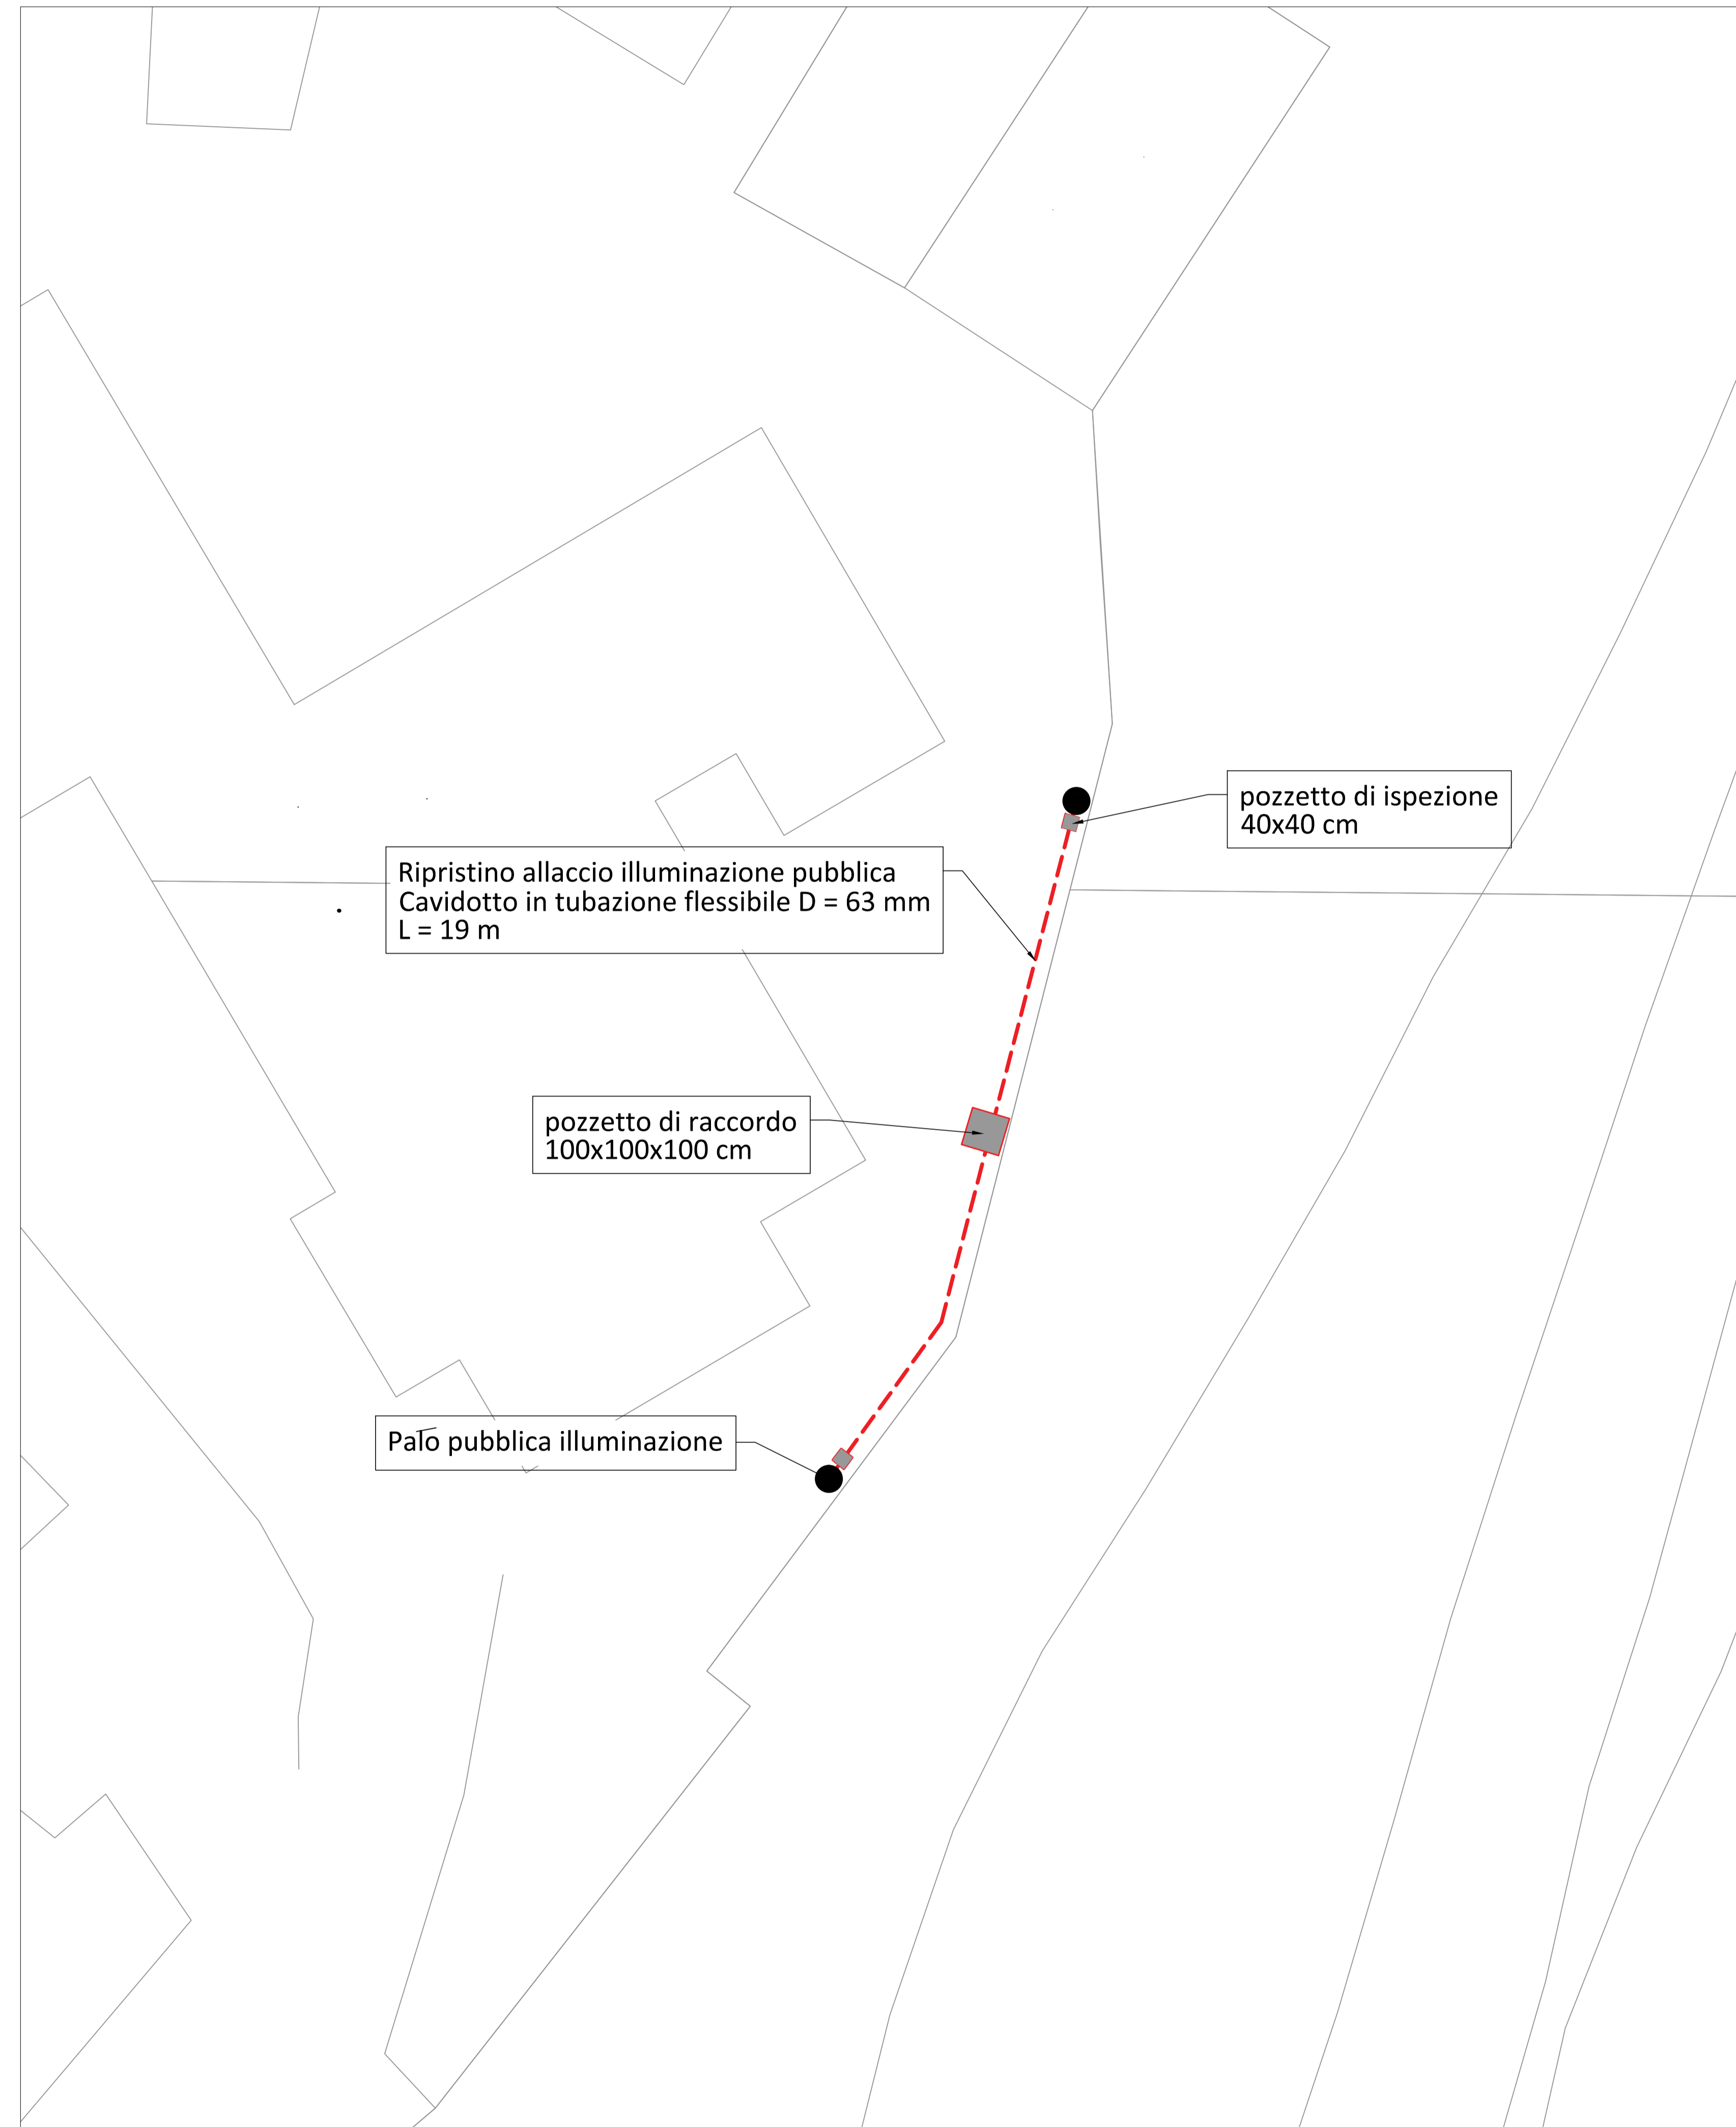 pozzetto di ispezione
40x40 cm
Ripristino allaccio illuminazione pubblica
Cavidotto in tubazione flessibile D = 63 mm
L = 19 m
pozzetto di raccordo
100x100x100 cm
Palo pubblica illuminazione